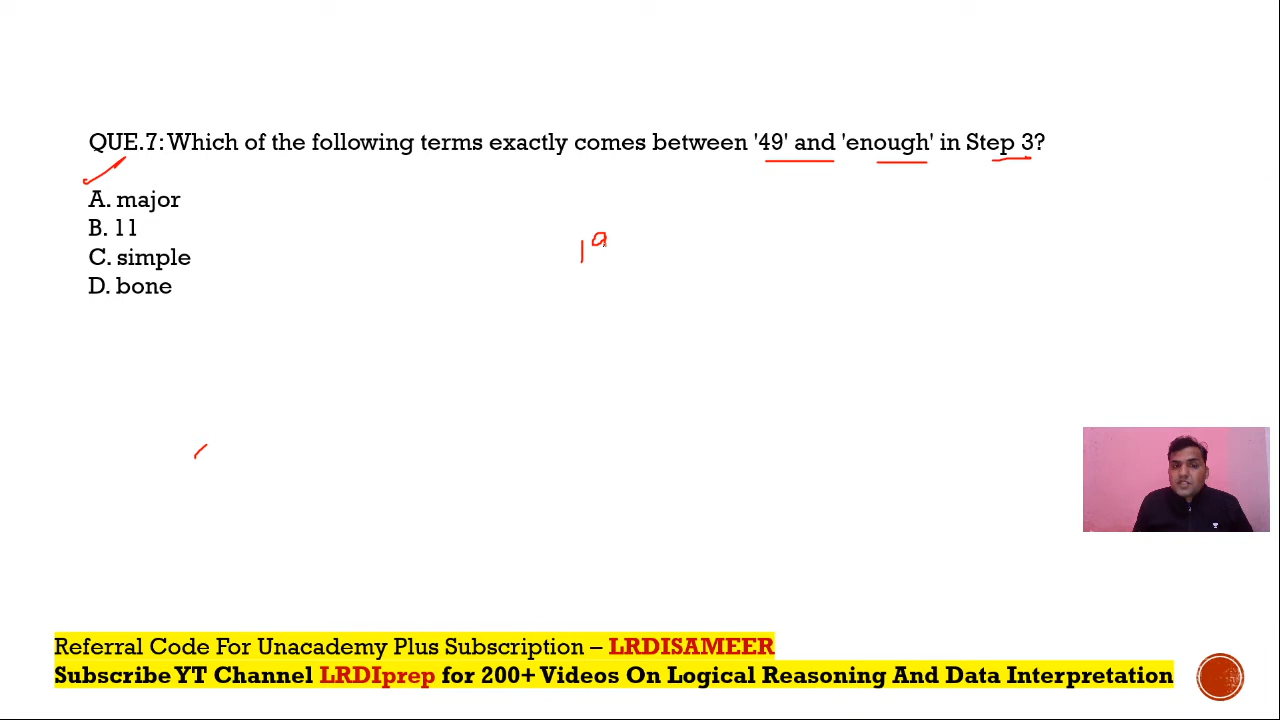 QUE.7: Which of the following terms exactly comes between '49' and 'enough' in Step 3?
A. major
B. 11
C. simple
D. bone
Referral Code For Unacademy Plus Subscription – LRDISAMEER
Subscribe YT Channel LRDIprep for 200+ Videos On Logical Reasoning And Data Interpretation